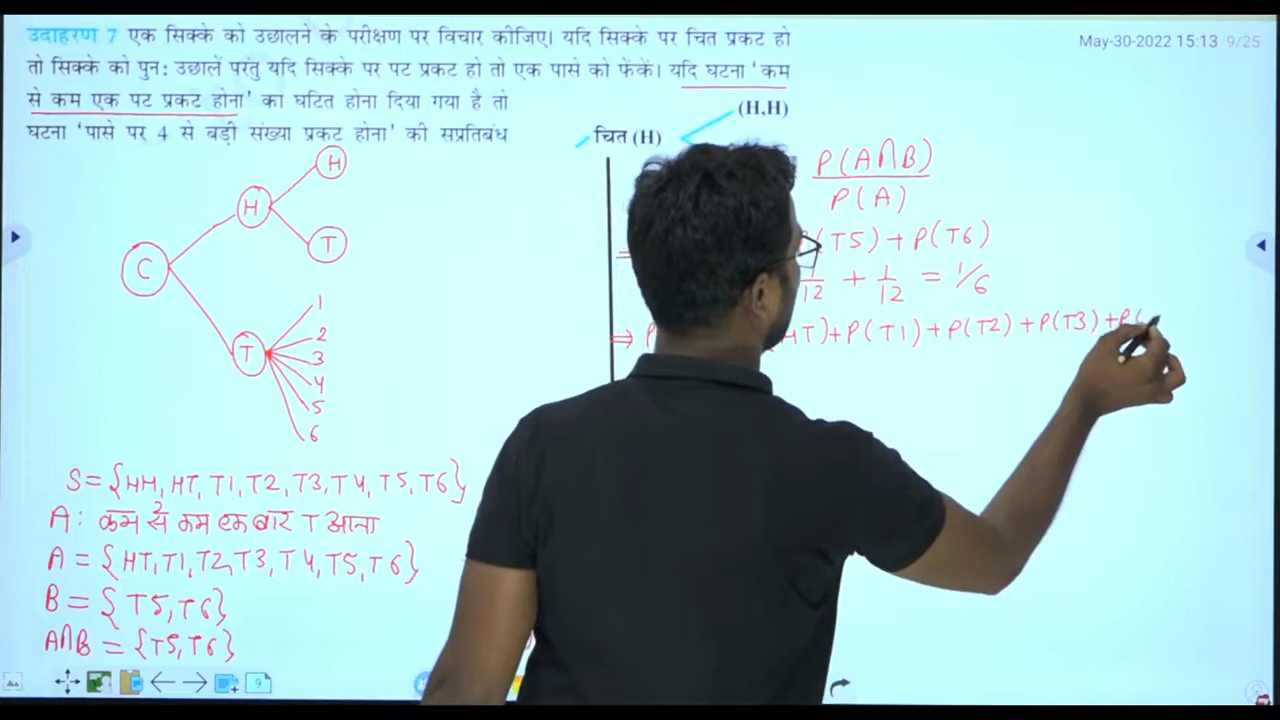 उदाहरण 7 एक सिक्के को उछालने के परीक्षण पर विचार कीजिए। यदि सिक्के पर चित प्रकट हो
तो सिक्के को पुन: उछालें परंतु यदि सिक्के पर पट प्रकट हो तो एक पासे को फेंकें। यदि घटना 'कम
से कम एक पट प्रकट होना' का घटित होना दिया गया है तो
घटना 'पासे पर 4 से बड़ी संख्या प्रकट होना' की सप्रतिबंध
May-30-2022 15:13 9/25
(H,H)
चित (H)
C
H
H
T
T
1
2
3
4
5
6
S = {HH, HT, T1, T2, T3, T4, T5, T6}
A : कम से कम एक बार T आना
2
A = {HT, T1, T2, T3, T4, T5, T6}
B = {T5, T6}
A∩B = {T5, T6}
P(A∩B)
P(A)
⇒ (T5) + P(T6)
1/12 + 1/12 = 1/6
⇒ P HT) + P(T1) + P(T2) + P(T3) + P(
9